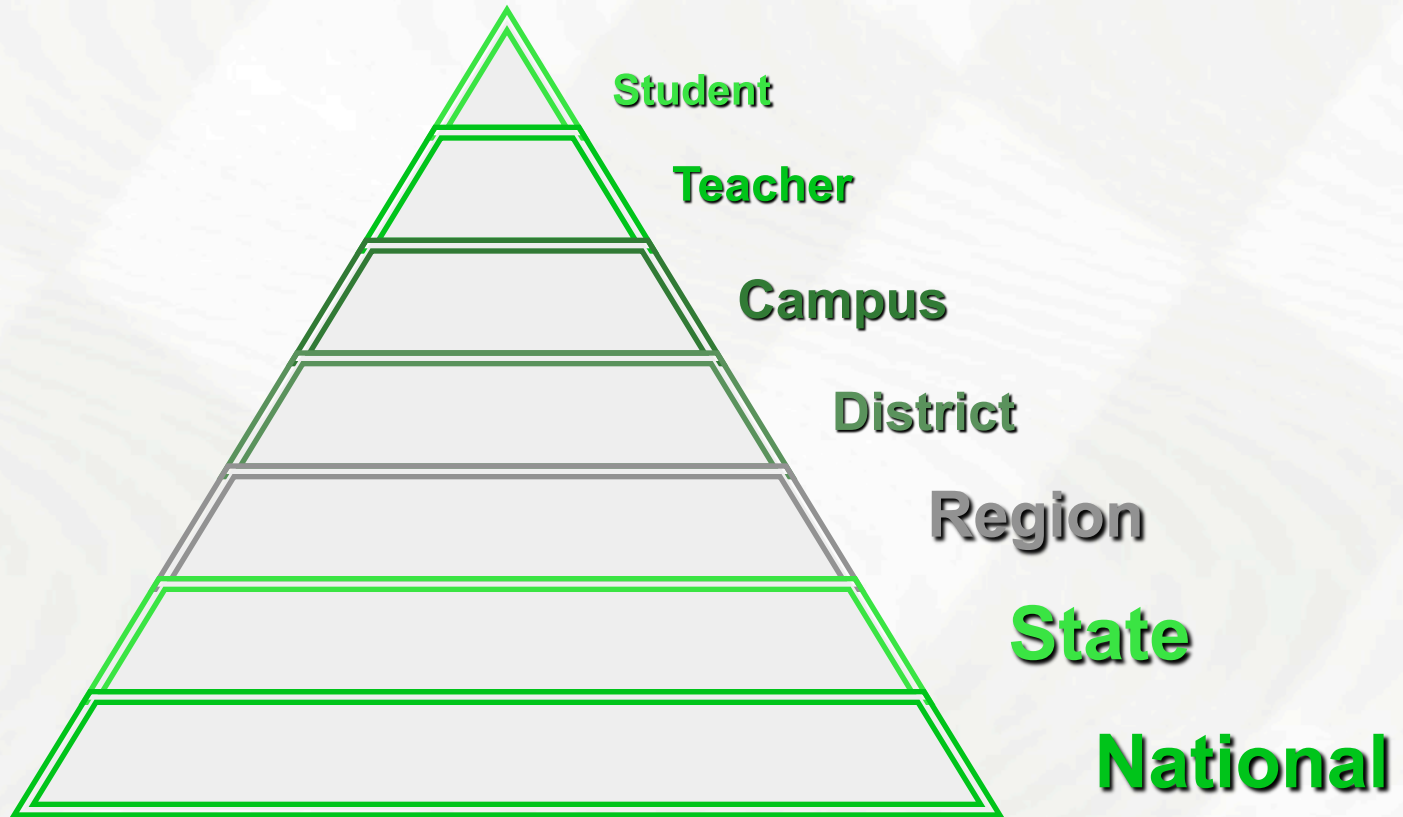 Student
Teacher
Campus
District
Region
State
National